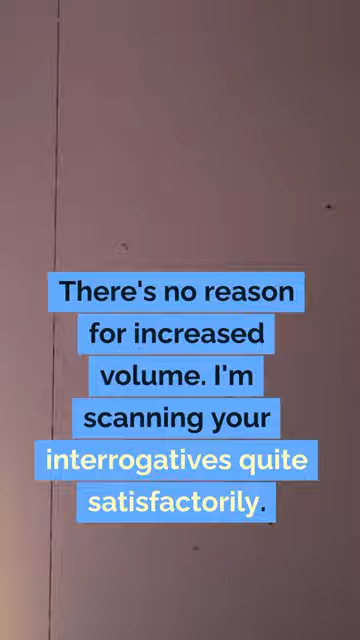 There's no reason
for increased
volume. I'm
scanning your
interrogatives quite
satisfactorily.